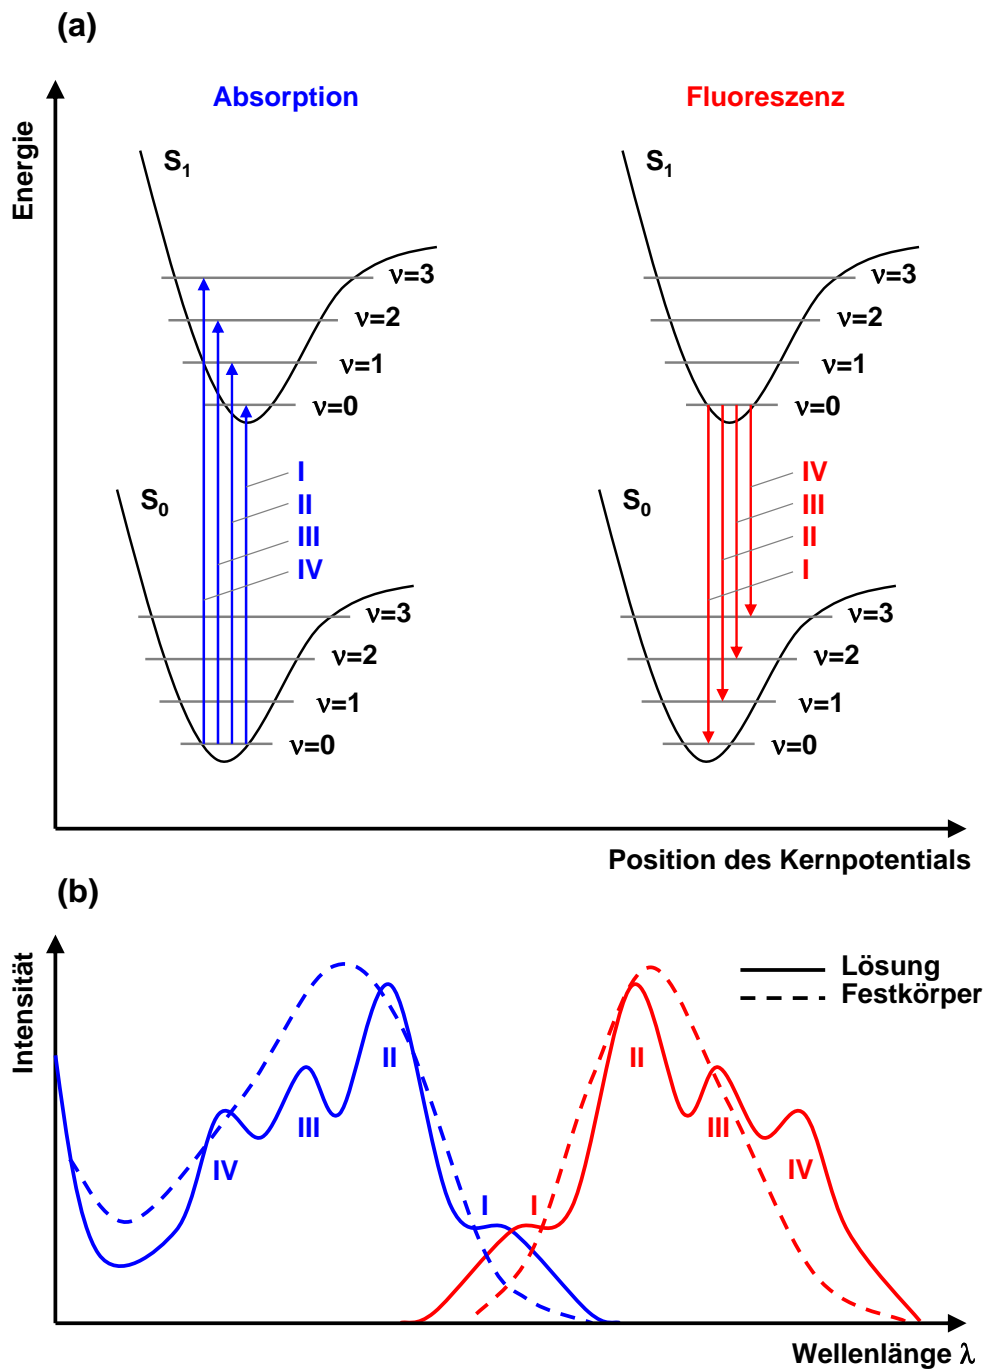 (a)
Energie
Absorption
Fluoreszenz
S1
S1
ν=3
ν=2
ν=1
ν=0
ν=3
ν=2
ν=1
ν=0
I
II
III
IV
IV
III
II
I
S0
S0
ν=3
ν=2
ν=1
ν=0
ν=3
ν=2
ν=1
ν=0
Position des Kernpotentials
(b)
Intensität
Lösung
Festkörper
II
III
IV
I
I
II
III
IV
Wellenlänge λ